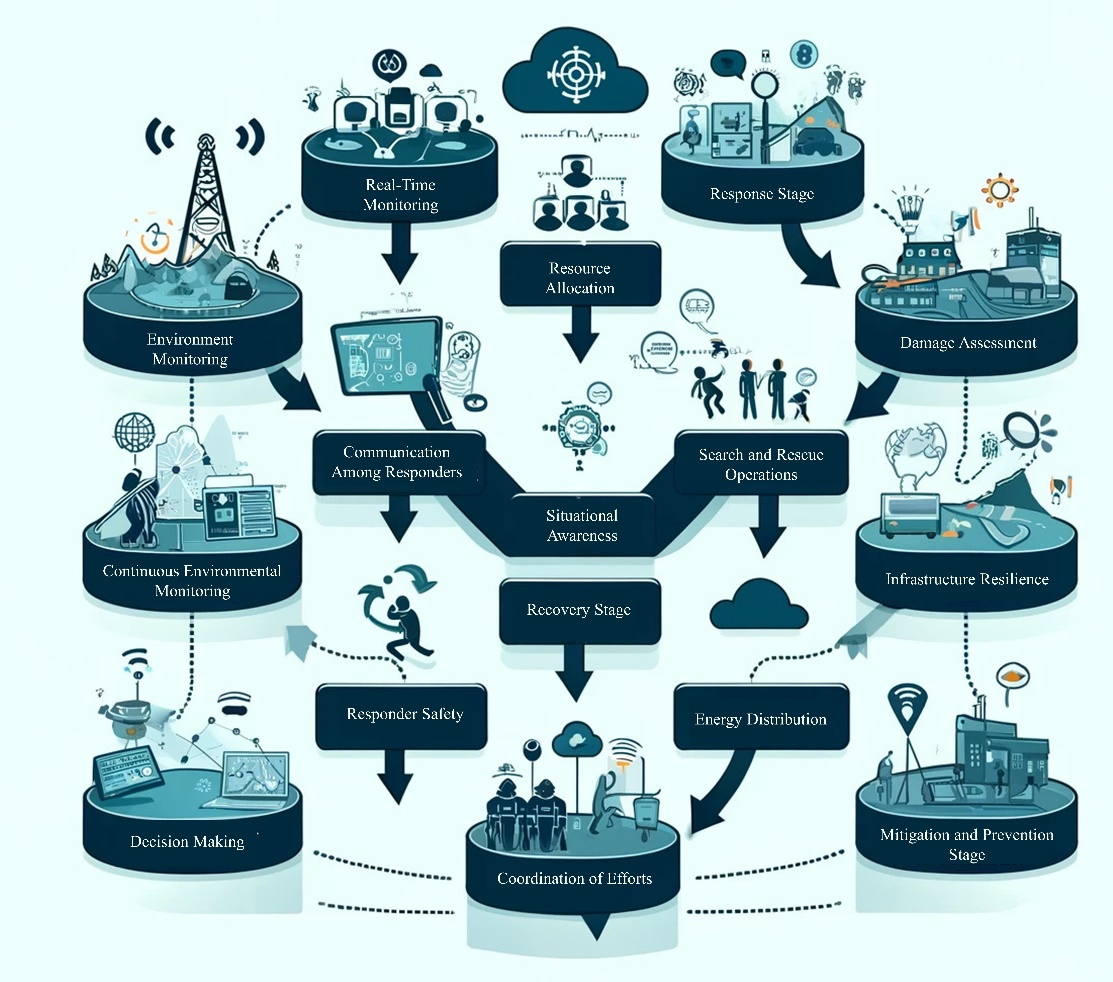 Real-Time
Monitoring
Response Stage
Resource
Allocation
Environment
Monitoring
Damage Assessment
Communication
Among Responders
Search and Rescue
Operations
Situational
Awareness
Continuous Environmental
Monitoring
Infrastructure Resilience
Recovery Stage
Responder Safety
Energy Distribution
Decision Making
Mitigation and Prevention
Stage
Coordination of Efforts